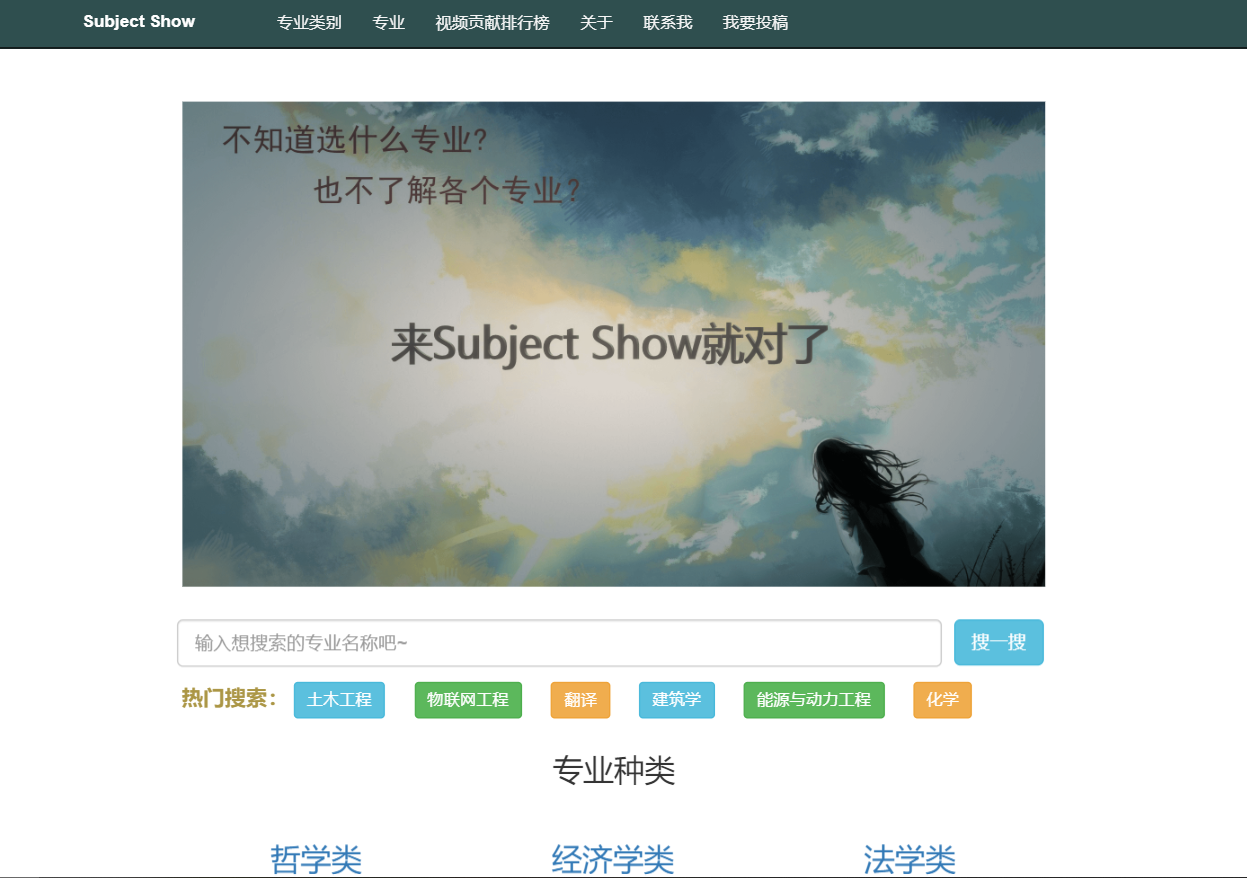 Subject Show 专业类别 专业 视频贡献排行榜 关于 联系我 我要投稿
不知道选什么专业?
也不了解各个专业?
来Subject Show就对了
输入想搜索的专业名称吧~ 搜一搜
热门搜索： 土木工程 物联网工程 翻译 建筑学 能源与动力工程 化学
专业种类
哲学类 经济学类 法学类